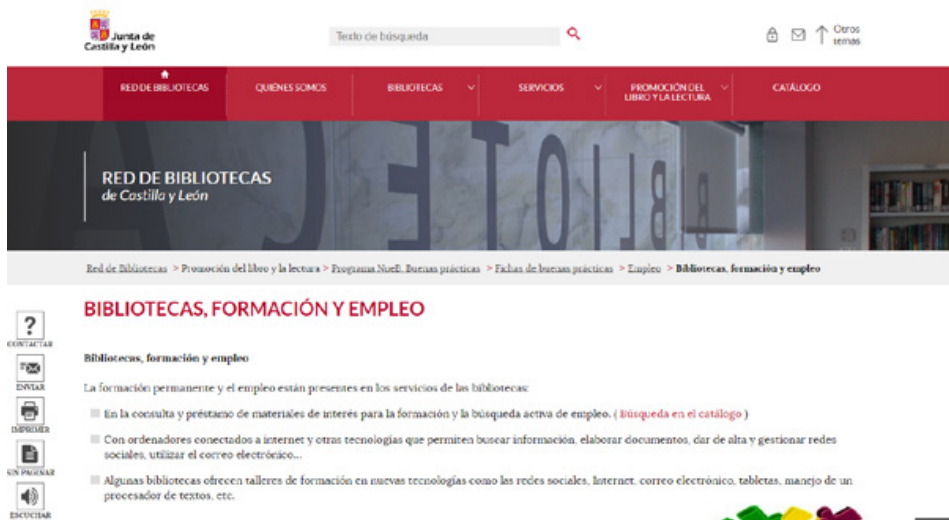 Junta de
Castilla y León
Texto de búsqueda
Otros
temas
RED DE BIBLIOTECAS
QUIÉNES SOMOS
BIBLIOTECAS
SERVICIOS
PROMOCIÓN DEL
LIBRO Y LA LECTURA
CATÁLOGO
RED DE BIBLIOTECAS
de Castilla y León
Red de Bibliotecas > Promoción del libro y la lectura > Programa NueB. Buenas prácticas > Fichas de buenas prácticas > Empleo > Bibliotecas, formación y empleo
BIBLIOTECAS, FORMACIÓN Y EMPLEO
CONTACTAR
ENVIAR
IMPRIMIR
SIN PAGINAR
ESCUCHAR
Bibliotecas, formación y empleo
La formación permanente y el empleo están presentes en los servicios de las bibliotecas:
En la consulta y préstamo de materiales de interés para la formación y la búsqueda activa de empleo. ( Búsqueda en el catálogo )
Con ordenadores conectados a internet y otras tecnologías que permiten buscar información, elaborar documentos, dar de alta y gestionar redes
sociales, utilizar el correo electrónico...
Algunas bibliotecas ofrecen talleres de formación en nuevas tecnologías como las redes sociales, Internet, correo electrónico, tabletas, manejo de un
procesador de textos, etc.